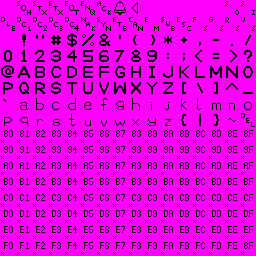 ! " # $ % & ' ( ) * + , - . /
0 1 2 3 4 5 6 7 8 9 : ; < = > ?
@ A B C D E F G H I J K L M N O
P Q R S T U V W X Y Z [ \ ] ^ _
` a b c d e f g h i j k l m n o
p q r s t u v w x y z { | } ~ DEL
80 81 82 83 84 85 86 87 88 89 8A 8B 8C 8D 8E 8F
90 91 92 93 94 95 96 97 98 99 9A 9B 9C 9D 9E 9F
A0 A1 A2 A3 A4 A5 A6 A7 A8 A9 AA AB AC AD AE AF
B0 B1 B2 B3 B4 B5 B6 B7 B8 B9 BA BB BC BD BE BF
C0 C1 C2 C3 C4 C5 C6 C7 C8 C9 CA CB CC CD CE CF
D0 D1 D2 D3 D4 D5 D6 D7 D8 D9 DA DB DC DD DE DF
E0 E1 E2 E3 E4 E5 E6 E7 E8 E9 EA EB EC ED EE EF
F0 F1 F2 F3 F4 F5 F6 F7 F8 F9 FA FB FC FD FE FF